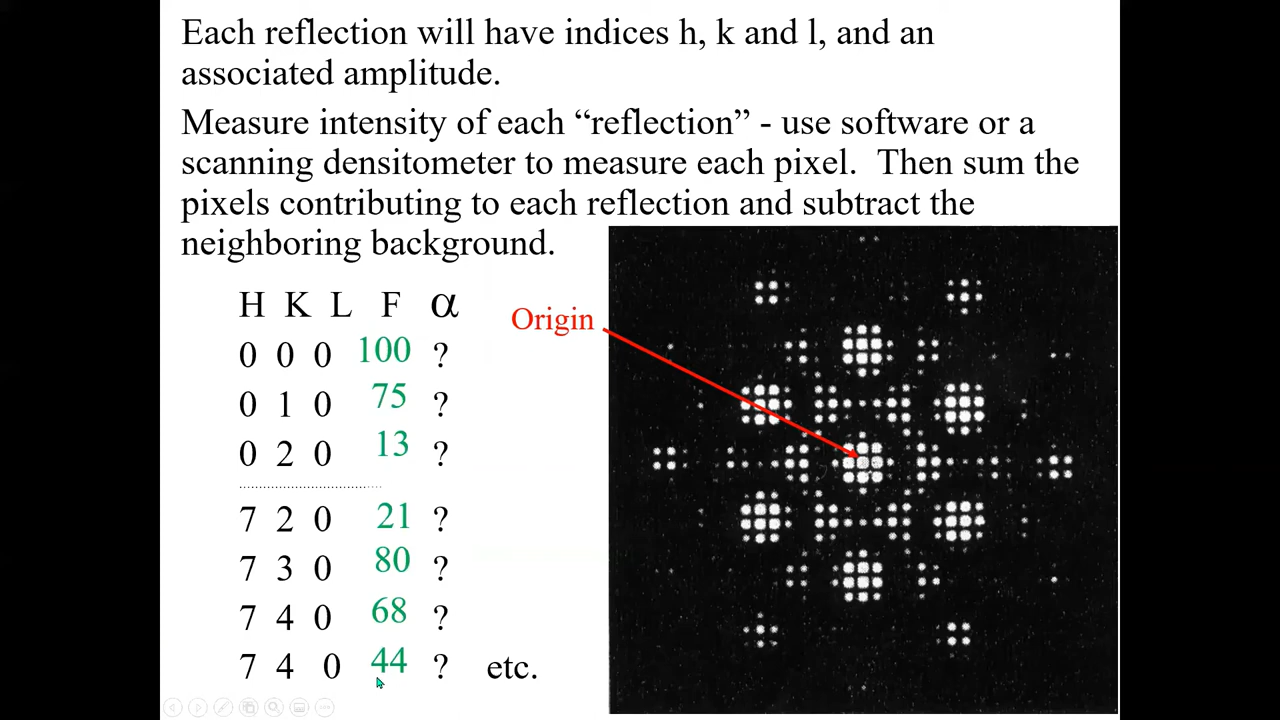 Each reflection will have indices h, k and l, and an
associated amplitude.
Measure intensity of each “reflection” - use software or a
scanning densitometer to measure each pixel.  Then sum the
pixels contributing to each reflection and subtract the
neighboring background.
H K L F α
0 0 0 100 ?
0 1 0 75 ?
0 2 0 13 ?
7 2 0 21 ?
7 3 0 80 ?
7 4 0 68 ?
7 4 0 44 ? etc.
Origin